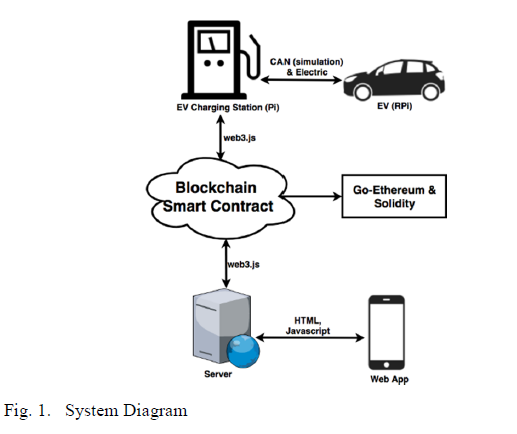 CAN (simulation)
& Electric
EV Charging Station (Pi)
EV (RPi)
web3.js
Blockchain
Smart Contract
Go-Ethereum &
Solidity
web3.js
HTML,
Javascript
Server
Web App
Fig. 1. System Diagram